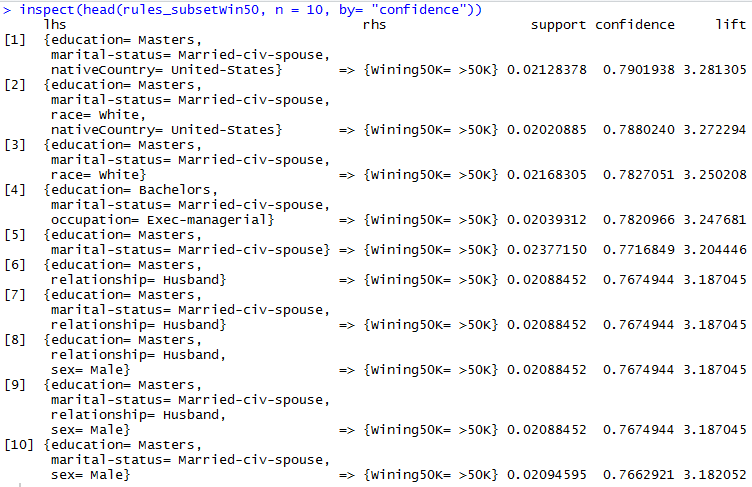 > inspect(head(rules_subsetWin50, n = 10, by= "confidence"))
lhs rhs support confidence lift
[1] {education= Masters,
marital-status= Married-civ-spouse,
nativeCountry= United-States} => {Wining50K= >50K} 0.02128378 0.7901938 3.281305
[2] {education= Masters,
marital-status= Married-civ-spouse,
race= White,
nativeCountry= United-States} => {Wining50K= >50K} 0.02020885 0.7880240 3.272294
[3] {education= Masters,
marital-status= Married-civ-spouse,
race= White} => {Wining50K= >50K} 0.02168305 0.7827051 3.250208
[4] {education= Bachelors,
marital-status= Married-civ-spouse,
occupation= Exec-managerial} => {Wining50K= >50K} 0.02039312 0.7820966 3.247681
[5] {education= Masters,
marital-status= Married-civ-spouse} => {Wining50K= >50K} 0.02377150 0.7716849 3.204446
[6] {education= Masters,
relationship= Husband} => {Wining50K= >50K} 0.02088452 0.7674944 3.187045
[7] {education= Masters,
marital-status= Married-civ-spouse,
relationship= Husband} => {Wining50K= >50K} 0.02088452 0.7674944 3.187045
[8] {education= Masters,
relationship= Husband,
sex= Male} => {Wining50K= >50K} 0.02088452 0.7674944 3.187045
[9] {education= Masters,
marital-status= Married-civ-spouse,
relationship= Husband,
sex= Male} => {Wining50K= >50K} 0.02088452 0.7674944 3.187045
[10] {education= Masters,
marital-status= Married-civ-spouse,
sex= Male} => {Wining50K= >50K} 0.02094595 0.7662921 3.182052